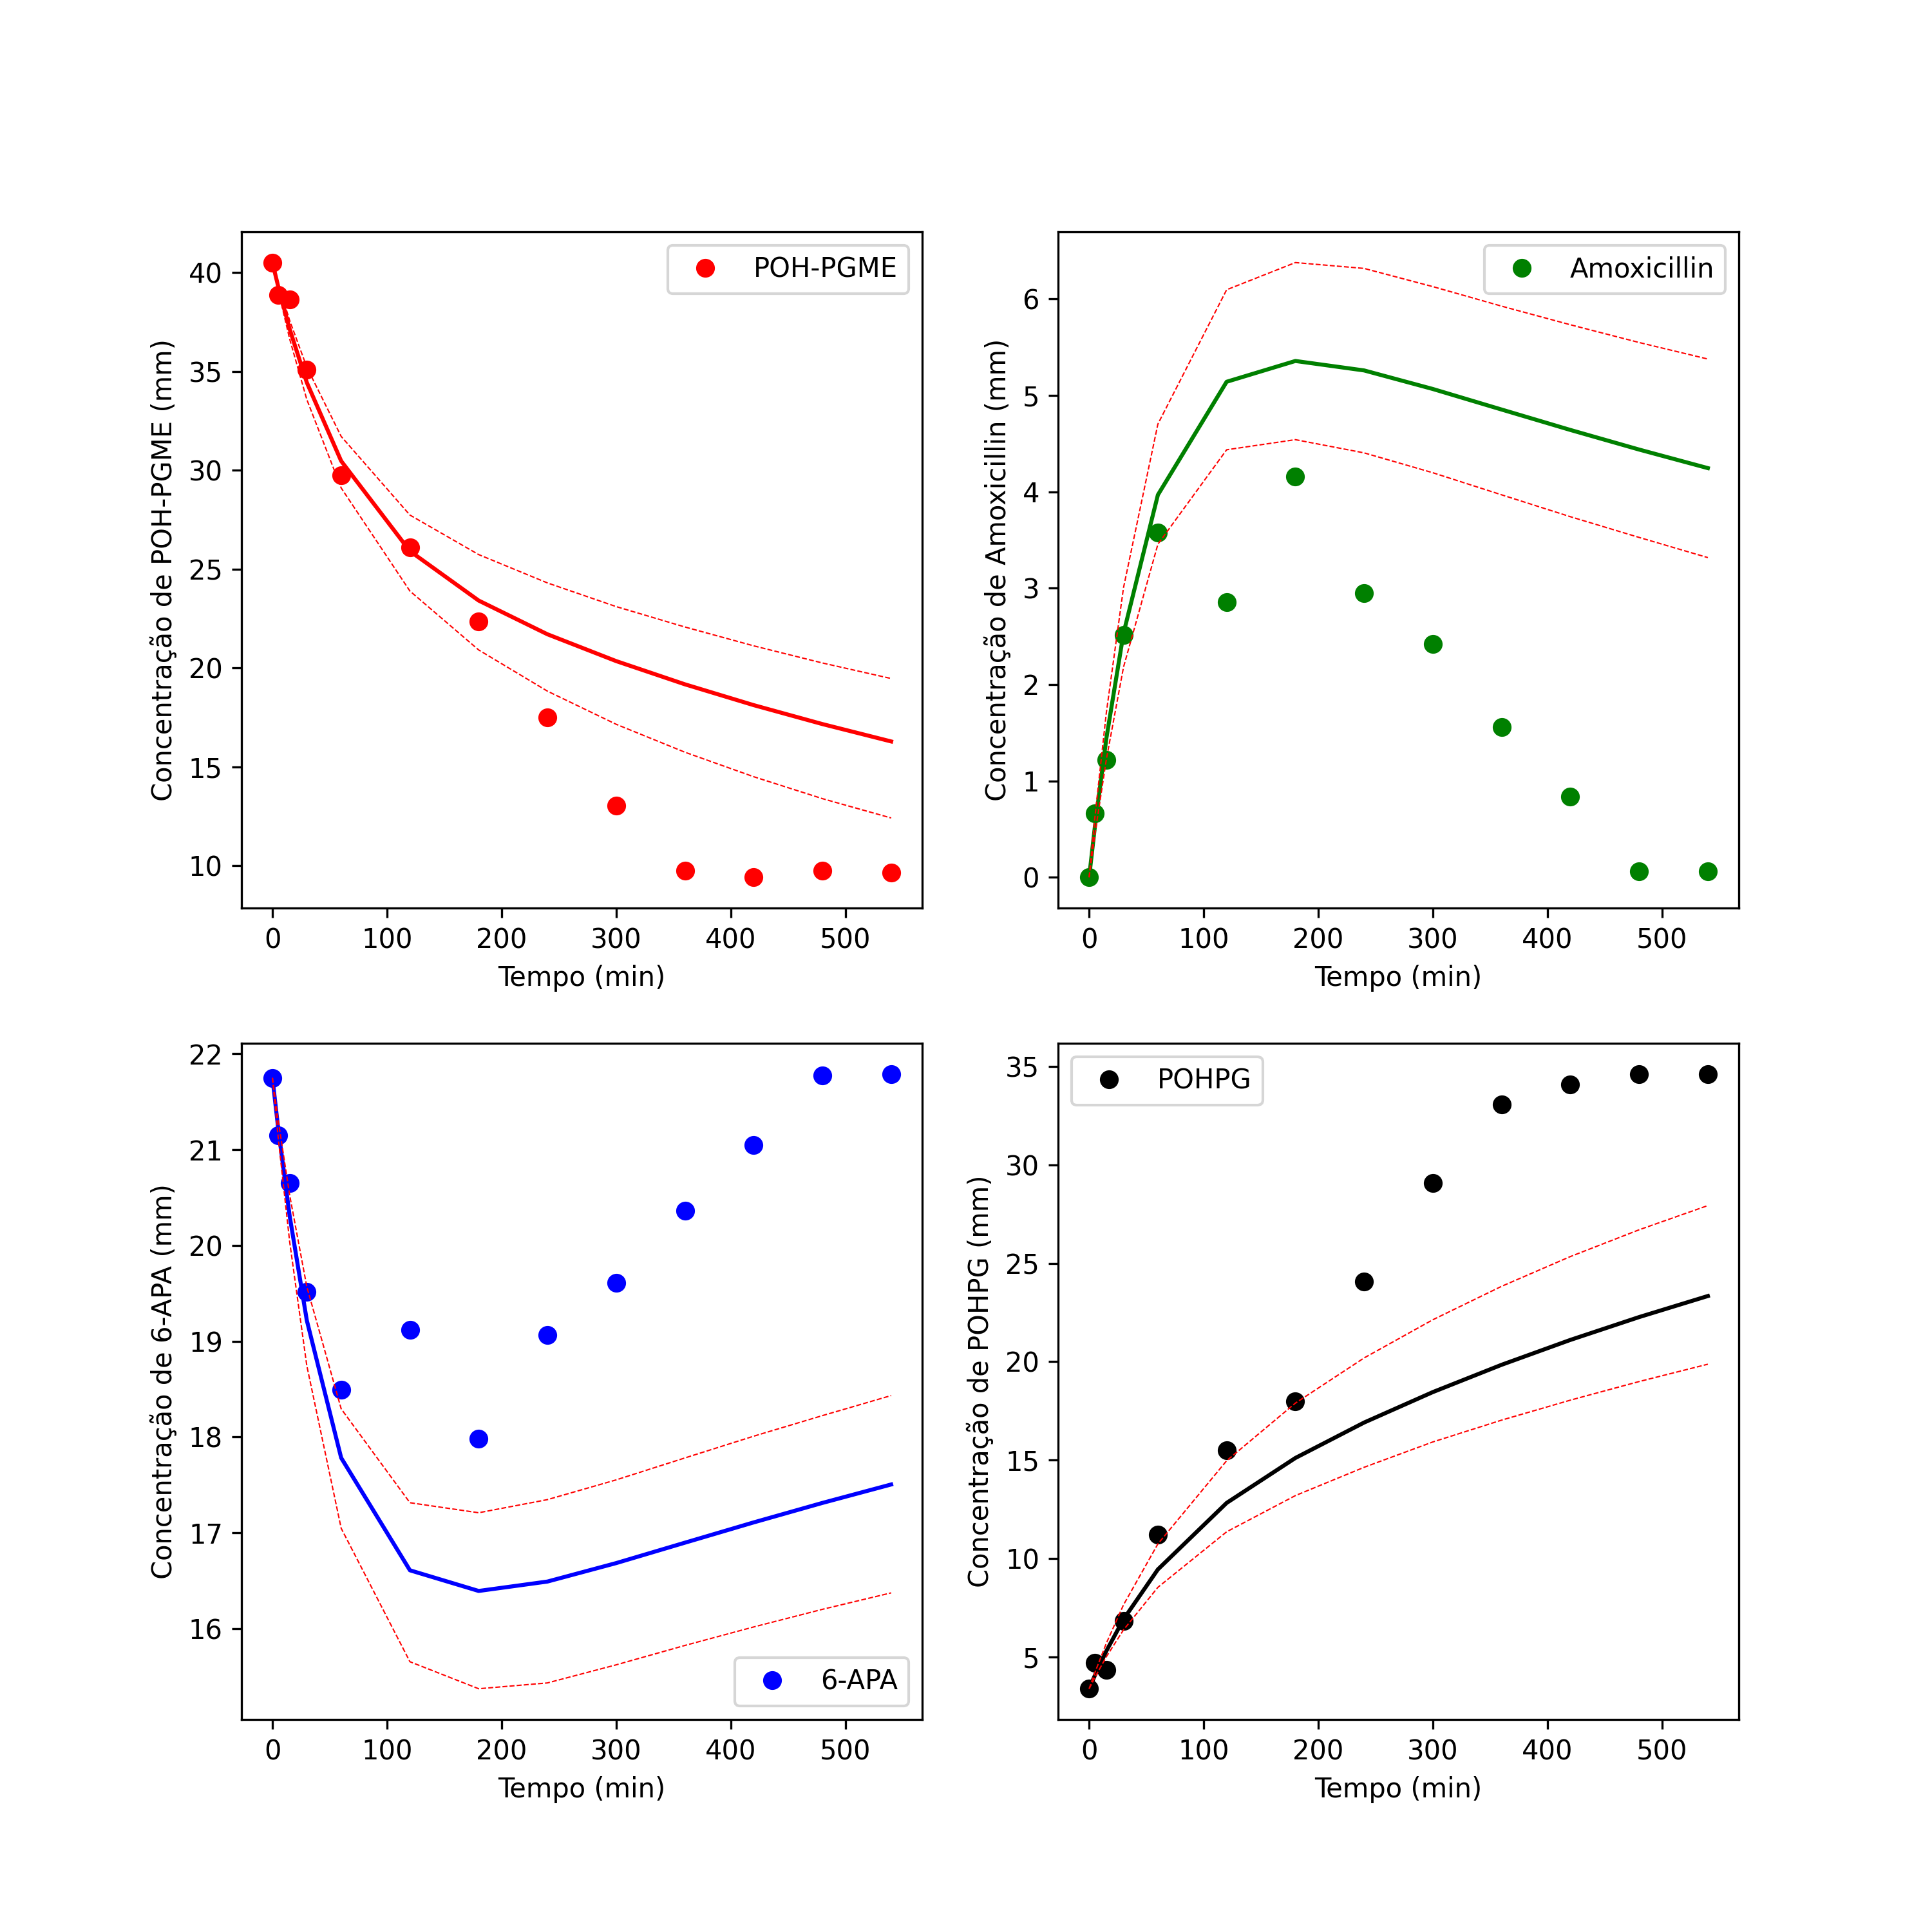 POH-PGME
Concentração de POH-PGME (mm)
40
35
30
25
20
15
10
0 100 200 300 400 500
Tempo (min)
Amoxicillin
Concentração de Amoxicillin (mm)
6
5
4
3
2
1
0
0 100 200 300 400 500
Tempo (min)
Concentração de 6-APA (mm)
22
21
20
19
18
17
16
6-APA
0 100 200 300 400 500
Tempo (min)
POHPG
Concentração de POHPG (mm)
35
30
25
20
15
10
5
0 100 200 300 400 500
Tempo (min)